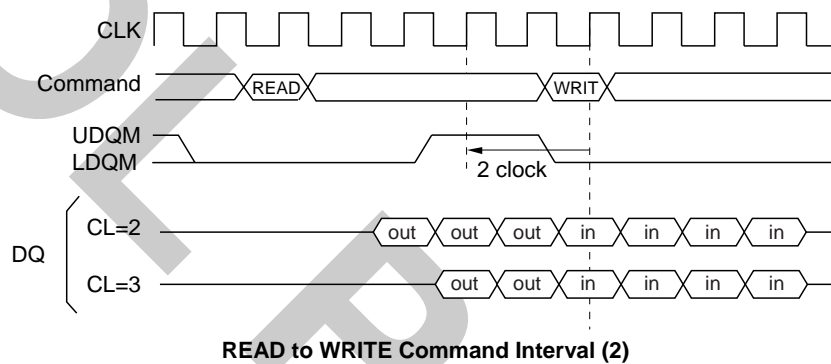 CLK
Command READ WRIT
UDQM
LDQM 2 clock
CL=2 out out out in in in in
DQ
CL=3 out out in in in in
READ to WRITE Command Interval (2)